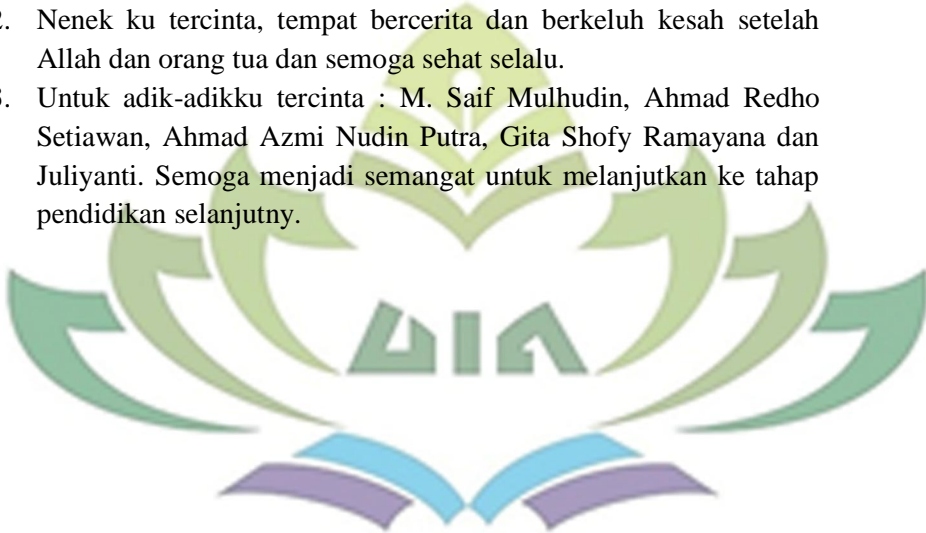 2. Nenek ku tercinta, tempat bercerita dan berkeluh kesah setelah
Allah dan orang tua dan semoga sehat selalu.
3. Untuk adik-adikku tercinta : M. Saif Mulhudin, Ahmad Redho
Setiawan, Ahmad Azmi Nudin Putra, Gita Shofy Ramayana dan
Juliyanti. Semoga menjadi semangat untuk melanjutkan ke tahap
pendidikan selanjutny.
UIN